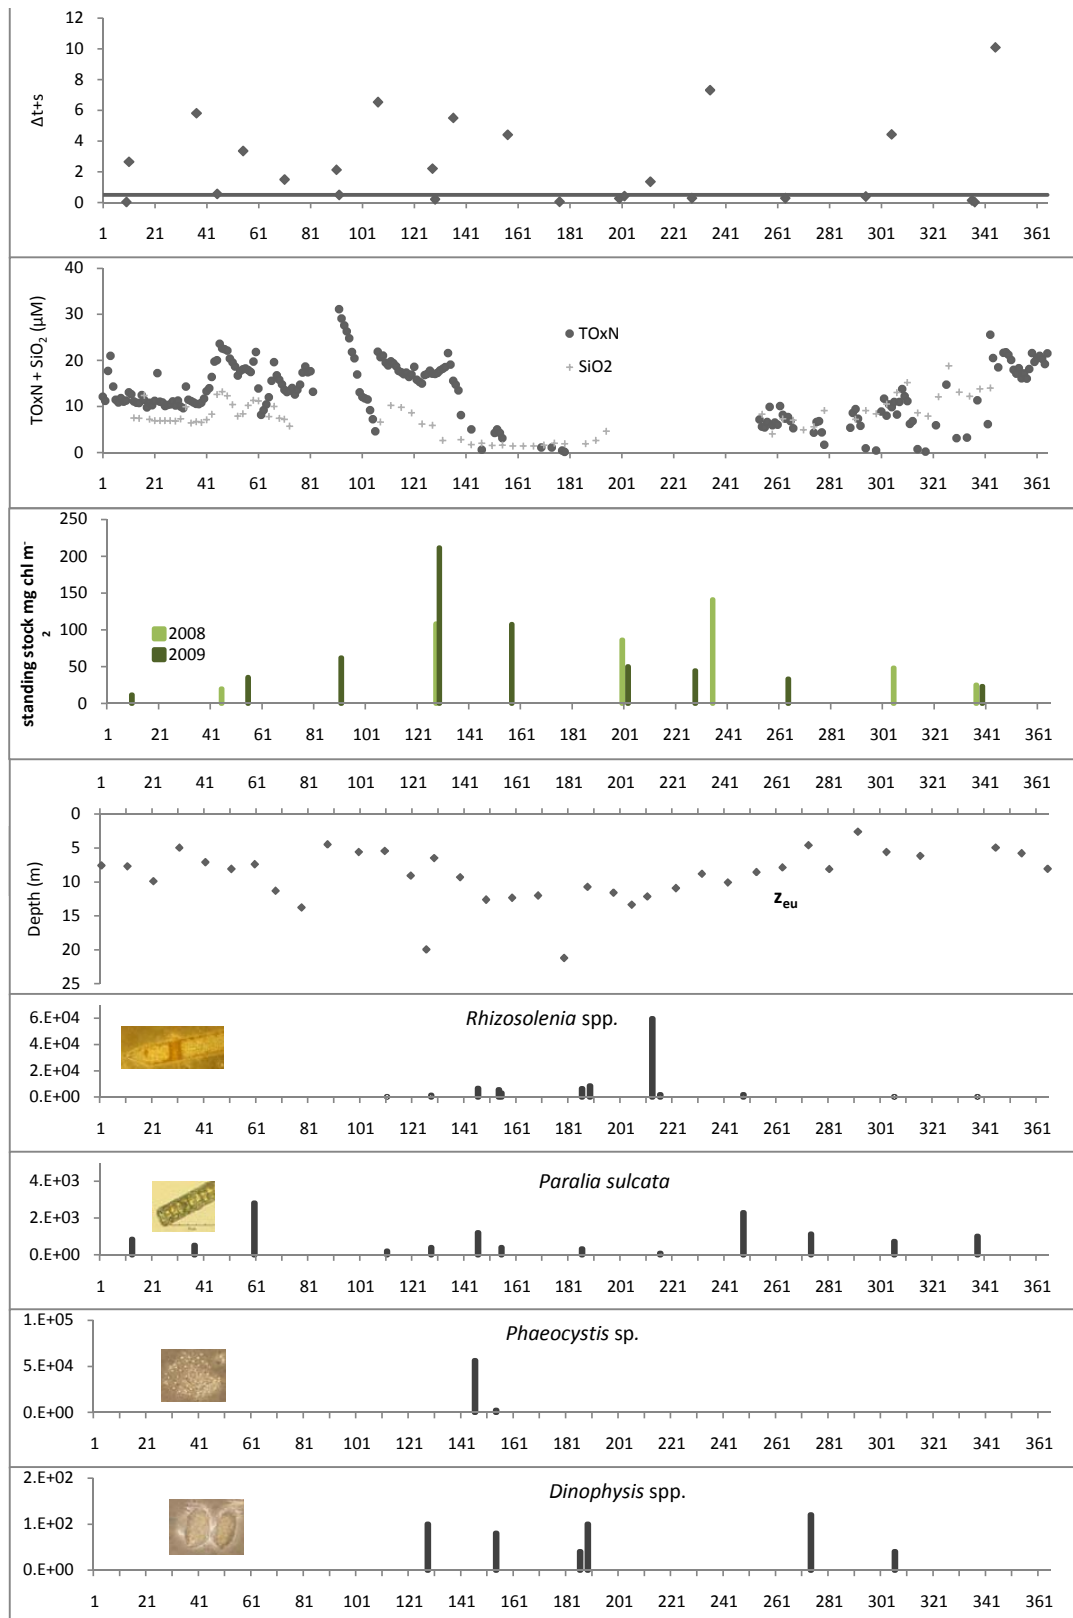 12
10
8
6
4
2
0
Δt+s
1 21 41 61 81 101 121 141 161 181 201 221 241 261 281 301 321 341 361
40
30
20
10
0
TOxN + SiO2 (µM)
TOxN
SiO2
1 21 41 61 81 101 121 141 161 181 201 221 241 261 281 301 321 341 361
250
200
150
100
50
0
standing stock mg chl m-
2
2008
2009
1 21 41 61 81 101 121 141 161 181 201 221 241 261 281 301 321 341 361
1 21 41 61 81 101 121 141 161 181 201 221 241 261 281 301 321 341 361
0
5
10
15
20
25
Depth (m)
zeu
Rhizosolenia spp.
6.E+04
4.E+04
2.E+04
0.E+00
1 21 41 61 81 101 121 141 161 181 201 221 241 261 281 301 321 341 361
Paralia sulcata
4.E+03
2.E+03
0.E+00
1 21 41 61 81 101 121 141 161 181 201 221 241 261 281 301 321 341 361
Phaeocystis sp.
1.E+05
5.E+04
0.E+00
1 21 41 61 81 101 121 141 161 181 201 221 241 261 281 301 321 341 361
Dinophysis spp.
2.E+02
1.E+02
0.E+00
1 21 41 61 81 101 121 141 161 181 201 221 241 261 281 301 321 341 361